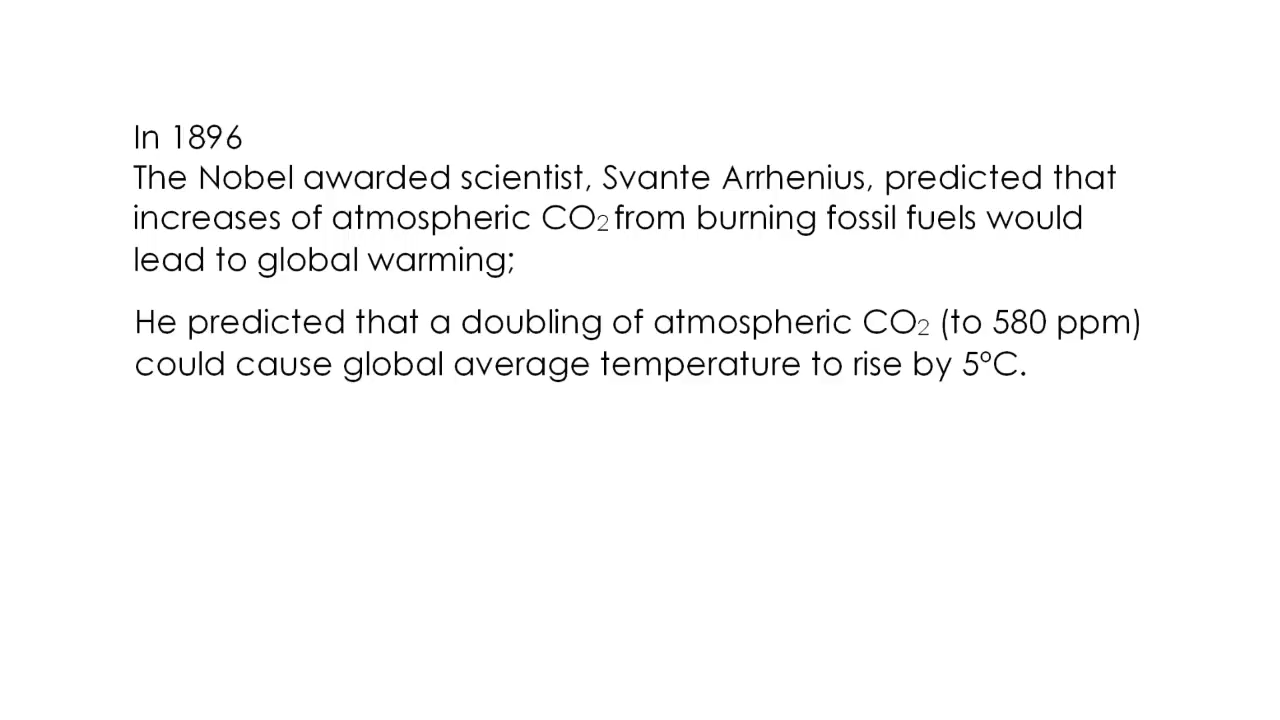 In 1896
The Nobel awarded scientist, Svante Arrhenius, predicted that
increases of atmospheric CO₂ from burning fossil fuels would
lead to global warming;
He predicted that a doubling of atmospheric CO₂ (to 580 ppm)
could cause global average temperature to rise by 5°C.